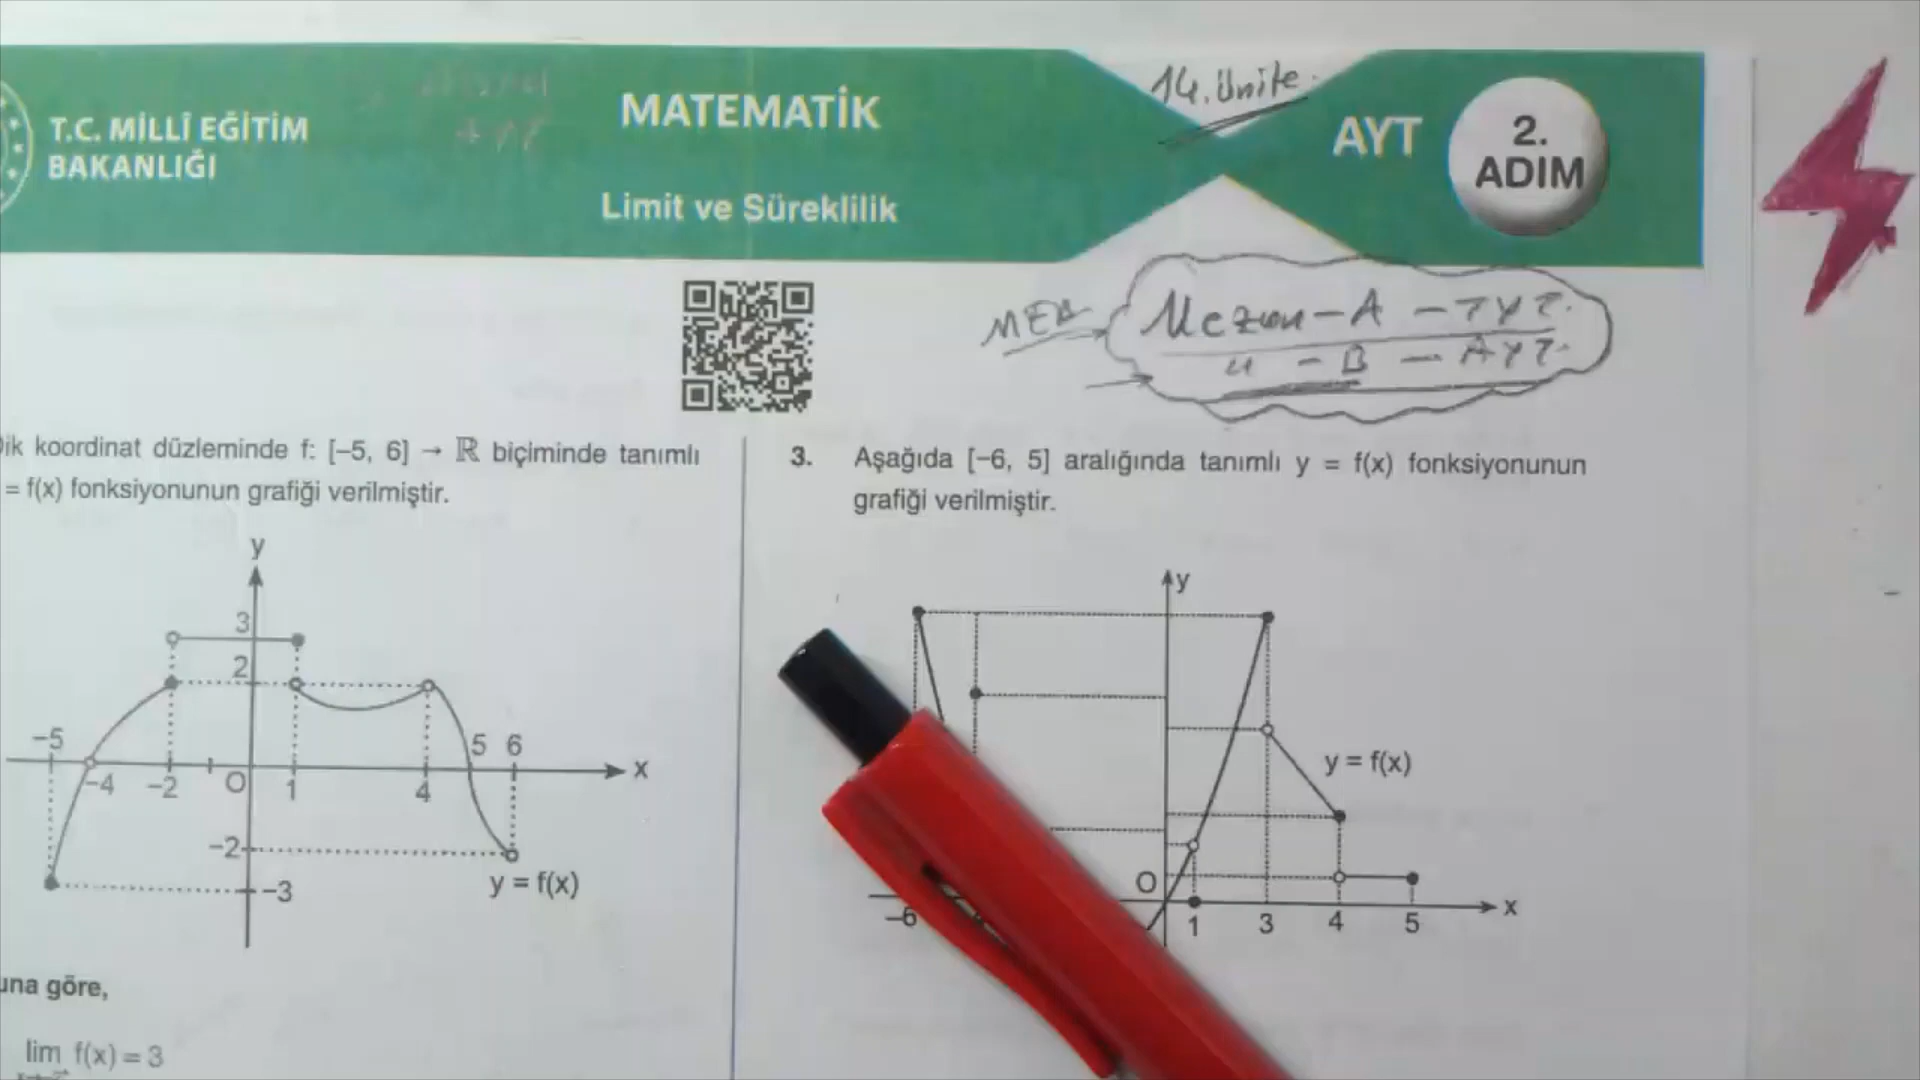 T.C. MİLLÎ EĞİTİM
BAKANLIĞI
MATEMATİK
Limit ve Süreklilik
14. Ünite
AYT
2.
ADIM
MEB
Mezun - A - TYT.
" - B - AYT.
Dik koordinat düzleminde f: [-5, 6] → ℝ biçiminde tanımlı
= f(x) fonksiyonunun grafiği verilmiştir.
y
3
2
-5
5 6
x
-4 -2 O 1 4
-2
-3
y = f(x)
una göre,
lim f(x) = 3
3. Aşağıda [-6, 5] aralığında tanımlı y = f(x) fonksiyonunun
grafiği verilmiştir.
y
y = f(x)
O
x
-6 1 3 4 5